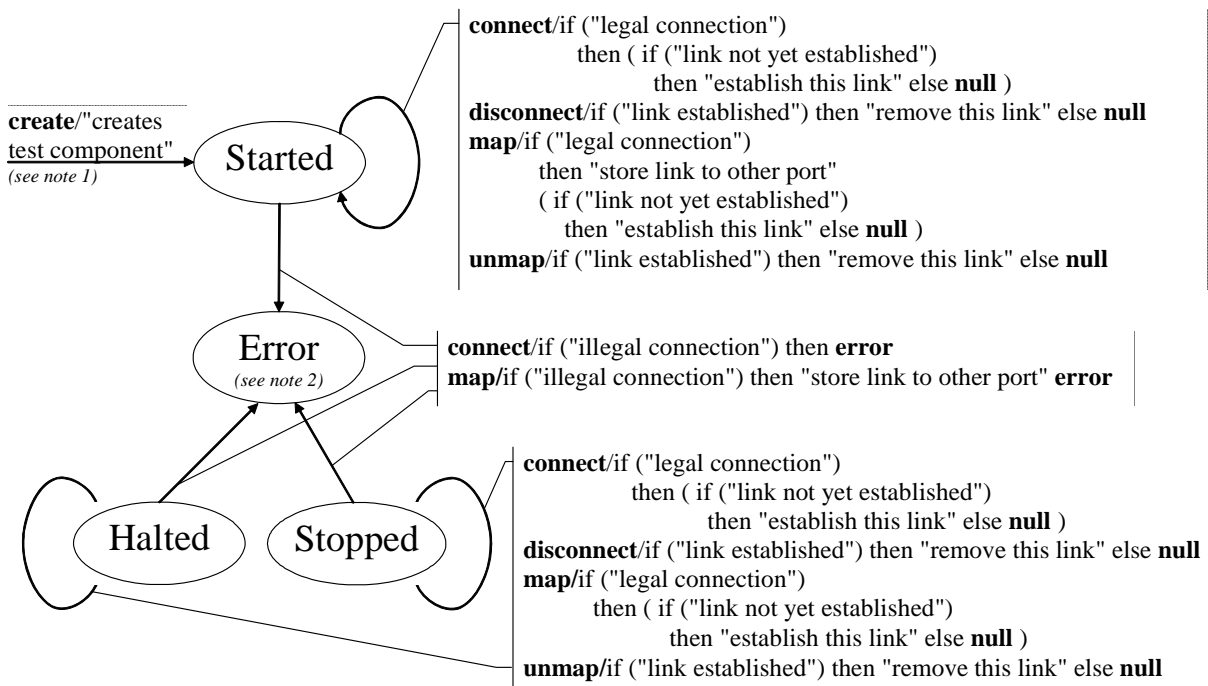 connect/if ("legal connection")
then ( if ("link not yet established")
then "establish this link" else null )
disconnect/if ("link established") then "remove this link" else null
map/if ("legal connection")
then "store link to other port"
( if ("link not yet established")
then "establish this link" else null )
unmap/if ("link established") then "remove this link" else null
create/"creates
test component"
(see note 1)
Started
Error
(see note 2)
connect/if ("illegal connection") then error
map/if ("illegal connection") then "store link to other port" error
Halted
Stopped
connect/if ("legal connection")
then ( if ("link not yet established")
then "establish this link" else null )
disconnect/if ("link established") then "remove this link" else null
map/if ("legal connection")
then ( if ("link not yet established")
then "establish this link" else null )
unmap/if ("link established") then "remove this link" else null